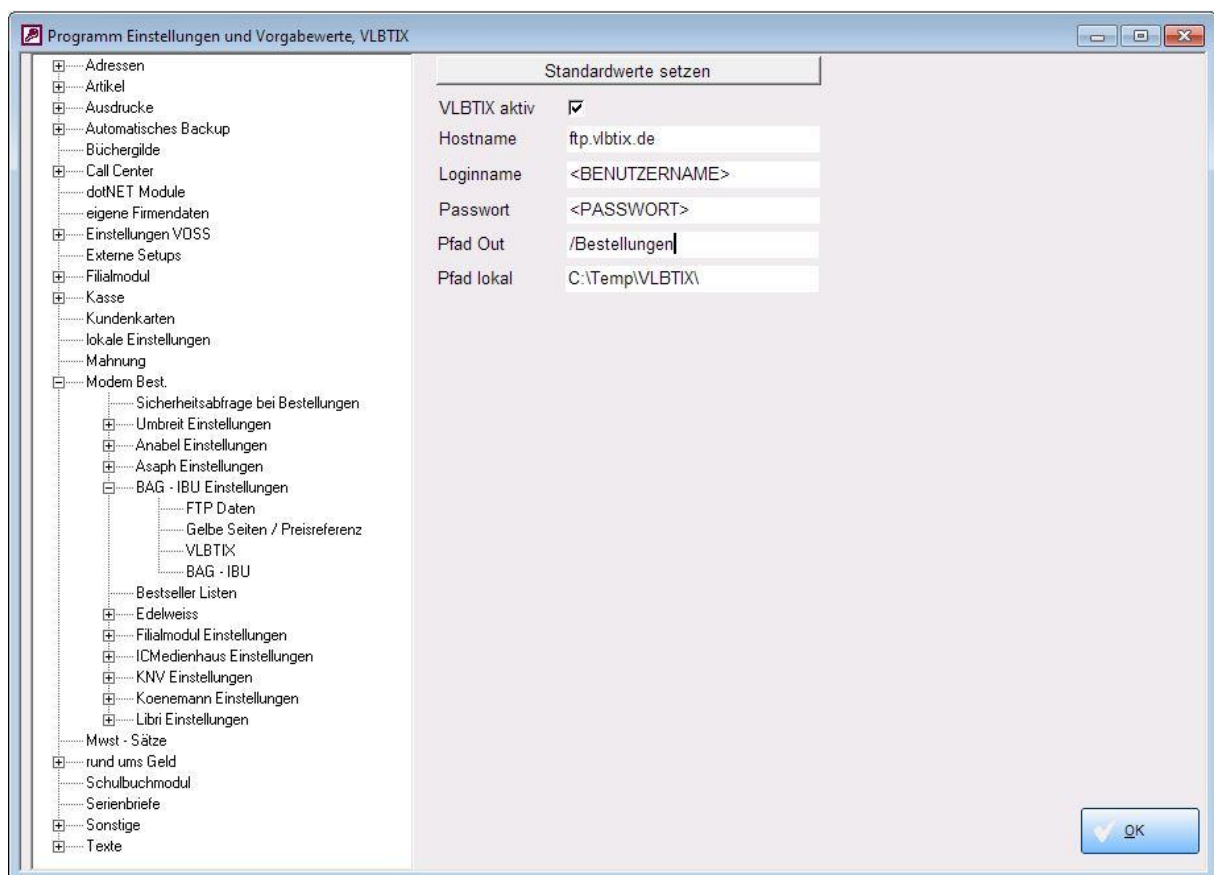 Programm Einstellungen und Vorgabewerte, VLBTIX
Adressen
Artikel
Ausdrucke
Automatisches Backup
Büchergilde
Call Center
dotNET Module
eigene Firmendaten
Einstellungen VOSS
Externe Setups
Filialmodul
Kasse
Kundenkarten
lokale Einstellungen
Mahnung
Modem Best.
Sicherheitsabfrage bei Bestellungen
Umbreit Einstellungen
Anabel Einstellungen
Asaph Einstellungen
BAG - IBU Einstellungen
FTP Daten
Gelbe Seiten / Preisreferenz
VLBTIX
BAG - IBU
Bestseller Listen
Edelweiss
Filialmodul Einstellungen
ICMedienhaus Einstellungen
KNV Einstellungen
Koenemann Einstellungen
Libri Einstellungen
Mwst - Sätze
rund ums Geld
Schulbuchmodul
Serienbriefe
Sonstige
Texte
Standardwerte setzen
VLBTIX aktiv
Hostname ftp.vlbtix.de
Loginname <BENUTZERNAME>
Passwort <PASSWORT>
Pfad Out /Bestellungen
Pfad lokal C:\Temp\VLBTIX\
OK